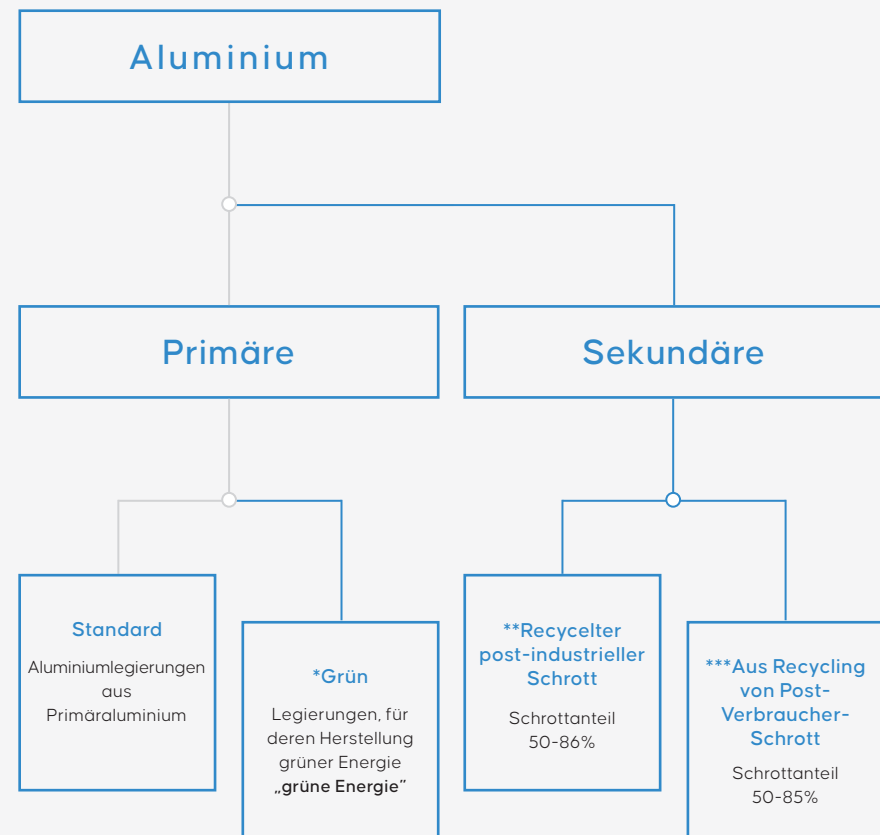 Aluminium
Primäre
Sekundäre
Standard
Aluminiumlegierungen
aus
Primäraluminium
*Grün
Legierungen, für
deren Herstellung
grüner Energie
„grüne Energie”
**Recycelter
post-industrieller
Schrott
Schrottanteil
50-86%
***Aus Recycling
von Post-
Verbraucher-
Schrott
Schrottanteil
50-85%